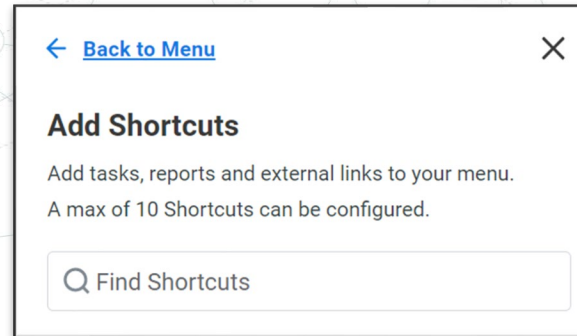 Back to Menu
Add Shortcuts
Add tasks, reports and external links to your menu.
A max of 10 Shortcuts can be configured.
Find Shortcuts